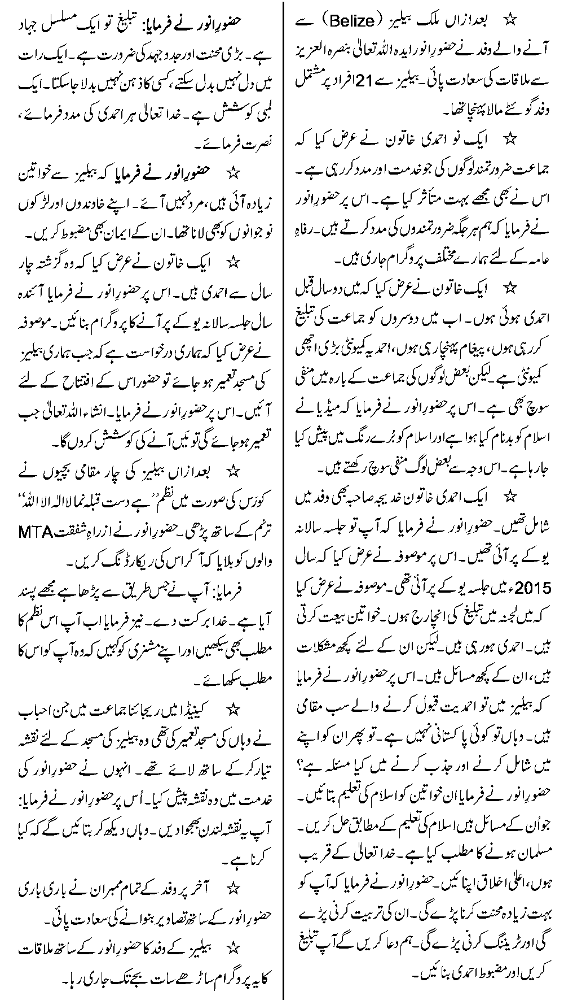 ☆ بعدازاں ملک بیلیز (Belize) سے
آنے والے وفد نے حضورِانور ایدہ اللہ تعالیٰ بنصرہ العزیز
سے ملاقات کی سعادت پائی۔ بیلیز سے 21 افراد پر مشتمل
وفد گوئٹے مالا پہنچا تھا۔
☆ ایک نو احمدی خاتون نے عرض کیا کہ
جماعت ضرورتمند لوگوں کی جو خدمت اور مدد کر رہی ہے۔
اس نے بھی مجھے بہت متأثر کیا ہے۔ اس پر حضورِانور
نے فرمایا کہ ہم ہر جگہ ضرورتمندوں کی مدد کرتے ہیں۔ رفاہِ
عامہ کے لئے ہمارے مختلف پروگرام جاری ہیں۔
☆ ایک خاتون نے عرض کیا کہ میں دو سال قبل
احمدی ہوئی ہوں۔ اب میں دوسروں کو جماعت کی تبلیغ
کر رہی ہوں، پیغام پہنچا رہی ہوں، احمدیہ کمیونٹی بڑی اچھی
کمیونٹی ہے۔ لیکن بعض لوگوں کی جماعت کے بارہ میں منفی
سوچ بھی ہے۔ اس پر حضورِانور نے فرمایا کہ میڈیا نے
اسلام کو بدنام کیا ہوا ہے اور اسلام کو بُرے رنگ میں پیش کیا
جارہا ہے۔ اس وجہ سے بعض لوگ منفی سوچ رکھتے ہیں۔
☆ ایک احمدی خاتون خدیجہ صاحبہ بھی وفد میں
شامل تھیں۔ حضورِانور نے فرمایا کہ آپ تو جلسہ سالانہ
یوکے پر آئی تھیں۔ اس پر موصوفہ نے عرض کیا کہ سال
2015ء میں جلسہ یوکے پر آئی تھی۔ موصوفہ نے عرض کیا
کہ میں لجنہ میں تبلیغ کی انچارج ہوں۔ خواتین بیعت کرتی
ہیں۔ احمدی ہورہی ہیں۔ لیکن ان کے لئے کچھ مشکلات
ہیں، ان کے کچھ مسائل ہیں۔ اس پر حضورِانور نے فرمایا
کہ بیلیز میں تو احمدیت قبول کرنے والے سب مقامی
ہیں۔ وہاں تو کوئی پاکستانی نہیں ہے۔ تو پھر ان کو اپنے
میں شامل کرنے اور جذب کرنے میں کیا مسئلہ ہے؟
حضورِانور نے فرمایا ان خواتین کو اسلام کی تعلیم بتائیں۔
جو اُن کے مسائل ہیں اسلام کی تعلیم کے مطابق حل کریں۔
مسلمان ہونے کا مطلب کیا ہے۔ خدا تعالیٰ کے قریب
ہوں، اعلیٰ اخلاق اپنائیں۔ حضورِانور نے فرمایا کہ آپ کو
بہت زیادہ محنت کرنا پڑے گی۔ ان کی تربیت کرنی پڑے
گی اور ٹریننگ کرنی پڑے گی۔ ہم دعا کریں گے آپ تبلیغ
کریں اور مضبوط احمدی بنائیں۔
حضورِانور نے فرمایا: تبلیغ تو ایک مسلسل جہاد
ہے۔ بڑی محنت اور جدوجہد کی ضرورت ہے۔ ایک رات
میں دل نہیں بدل سکتے، کسی کا ذہن نہیں بدلا جاسکتا۔ ایک
لمبی کوشش ہے۔ خدا تعالیٰ ہر احمدی کی مدد فرمائے،
نصرت فرمائے۔
☆ حضورِانور نے فرمایا کہ بیلیز سے خواتین
زیادہ آئی ہیں، مرد نہیں آئے۔ اپنے خاوندوں اور لڑکوں
نوجوانوں کو بھی لانا تھا۔ ان کے ایمان بھی مضبوط کریں۔
☆ ایک خاتون نے عرض کیا کہ وہ گزشتہ چار
سال سے احمدی ہیں۔ اس پر حضورِانور نے فرمایا آئندہ
سال جلسہ سالانہ یوکے پر آنے کا پروگرام بنائیں۔ موصوفہ
نے عرض کیا کہ ہماری درخواست ہے کہ جب ہماری بیلیز
کی مسجد تعمیر ہوجائے تو حضور اس کے افتتاح کے لئے
آئیں۔ اس پر حضورِانور نے فرمایا۔ انشاء اللہ تعالیٰ جب
تعمیر ہوجائے گی تو مَیں آنے کی کوشش کروں گا۔
☆ بعدازاں بیلیز کی چار مقامی بچیوں نے
کورَس کی صورت میں نظم ”ہے دست قبلہ نما لا الہ الا اللہ“
ترنم کے ساتھ پڑھی۔ حضورِانور نے ازراہِ شفقت MTA
والوں کو بلایا کہ آکر اس کی ریکارڈنگ کریں۔
فرمایا: آپ نے جس طریق سے پڑھا ہے مجھے پسند
آیا ہے۔ خدا برکت دے۔ نیز فرمایا اب آپ اس نظم کا
مطلب بھی سیکھیں اور اپنے مشنری کو کہیں کہ وہ آپ کو اس کا
مطلب سکھائے۔
☆ کینیڈا میں ریجائنا جماعت میں جن احباب
نے وہاں کی مسجد تعمیر کی تھی وہ بیلیز کی مسجد کے لئے نقشہ
تیار کرکے ساتھ لائے تھے۔ انہوں نے حضورِانور کی
خدمت میں وہ نقشہ پیش کیا۔ اُس پر حضورِانور نے فرمایا:
آپ یہ نقشہ لندن بھجوا دیں۔ وہاں دیکھ کر بتائیں گے کہ کیا
کرنا ہے۔
☆ آخر پر وفد کے تمام ممبران نے باری باری
حضورِانور کے ساتھ تصاویر بنوانے کی سعادت پائی۔
☆ بیلیز کے وفد کا حضورِانور کے ساتھ ملاقات
کا یہ پروگرام ساڑھے سات بجے تک جاری رہا۔